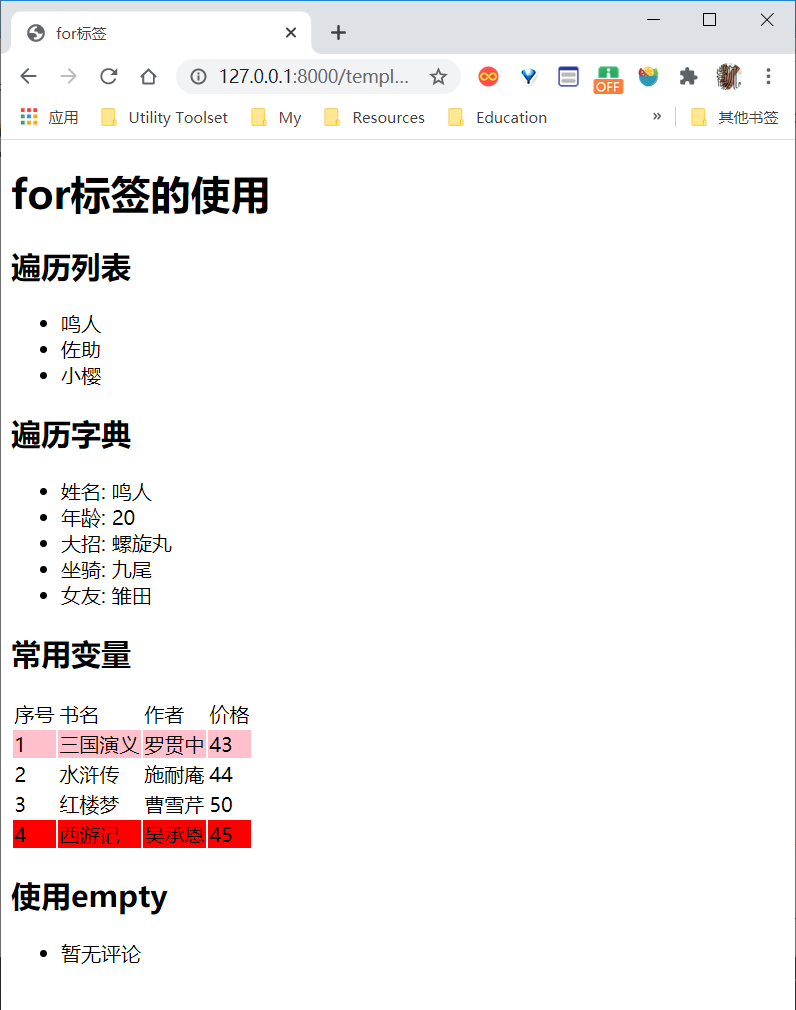 for标签
127.0.0.1:8000/templ...
OFF
应用 Utility Toolset My Resources Education » 其他书签
for标签的使用
遍历列表
鸣人
佐助
小樱
遍历字典
姓名: 鸣人
年龄: 20
大招: 螺旋丸
坐骑: 九尾
女友: 雏田
常用变量
序号 书名 作者 价格
1 三国演义 罗贯中 43
2 水浒传 施耐庵 44
3 红楼梦 曹雪芹 50
4 西游记 吴承恩 45
使用empty
暂无评论